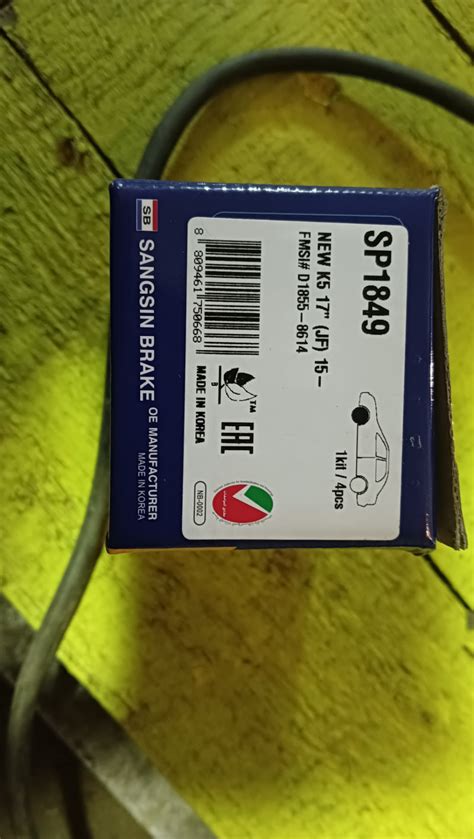 SP1849
NEW K5 17" (JF) 15-
FMSI# D1855-8614
1kit / 4pcs
8 809461 750668
MADE IN KOREA
B
TM
EAC
NB-0002
SB SANGSIN BRAKE OE MANUFACTURER
MADE IN KOREA